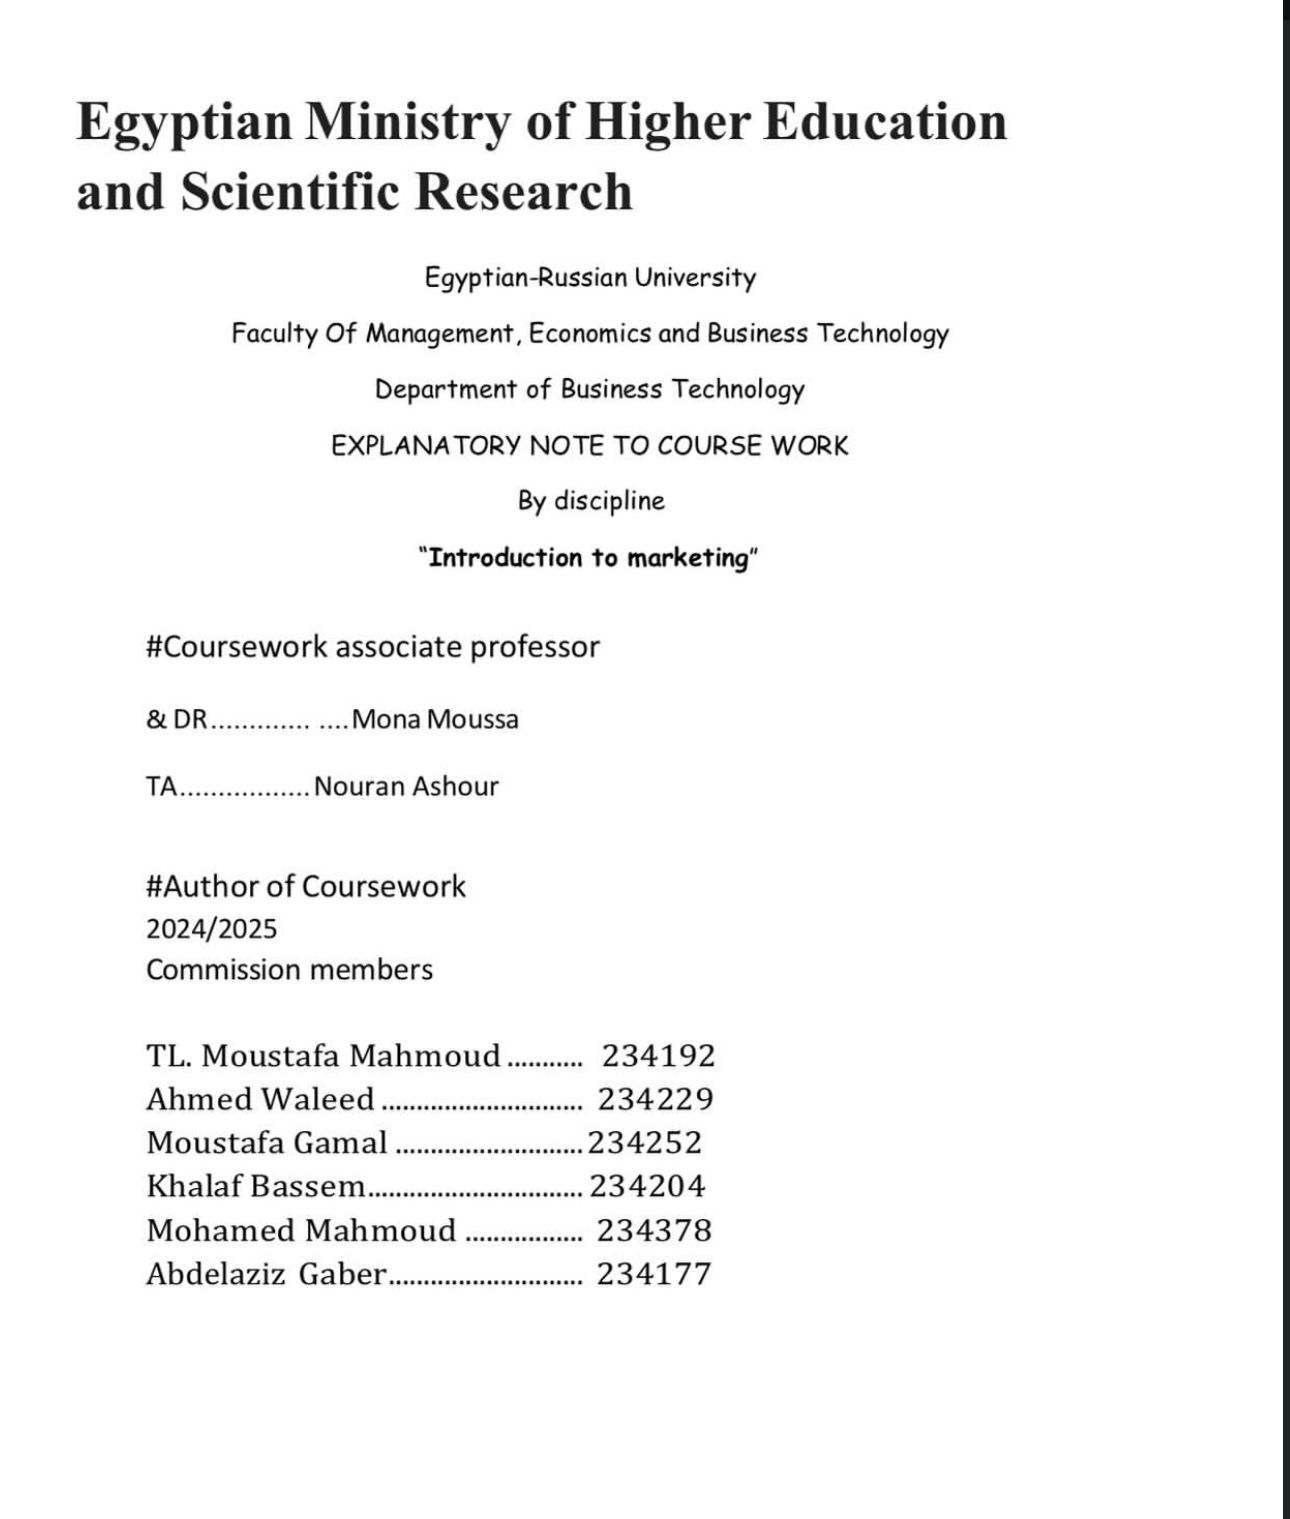 Egyptian Ministry of Higher Education
and Scientific Research
Egyptian-Russian University
Faculty Of Management, Economics and Business Technology
Department of Business Technology
EXPLANATORY NOTE TO COURSE WORK
By discipline
"Introduction to marketing"
#Coursework associate professor
& DR............. ....Mona Moussa
TA.................Nouran Ashour
#Author of Coursework
2024/2025
Commission members
TL. Moustafa Mahmoud........... 234192
Ahmed Waleed............................. 234229
Moustafa Gamal...........................234252
Khalaf Bassem...............................234204
Mohamed Mahmoud................. 234378
Abdelaziz Gaber............................ 234177